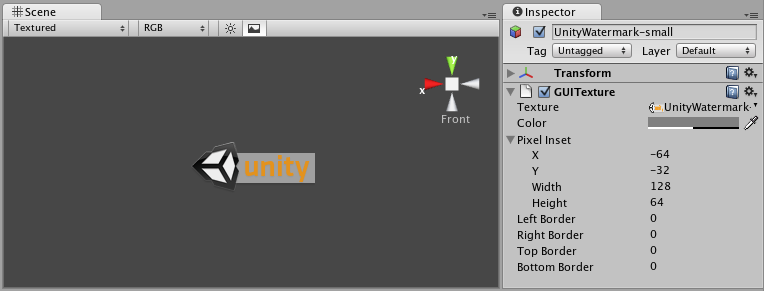 Scene
Textured RGB
y
x
Front
unity
Inspector
UnityWatermark-small
Tag Untagged Layer Default
Transform
GUITexture
Texture UnityWatermark-
Color
Pixel Inset
X -64
Y -32
Width 128
Height 64
Left Border 0
Right Border 0
Top Border 0
Bottom Border 0